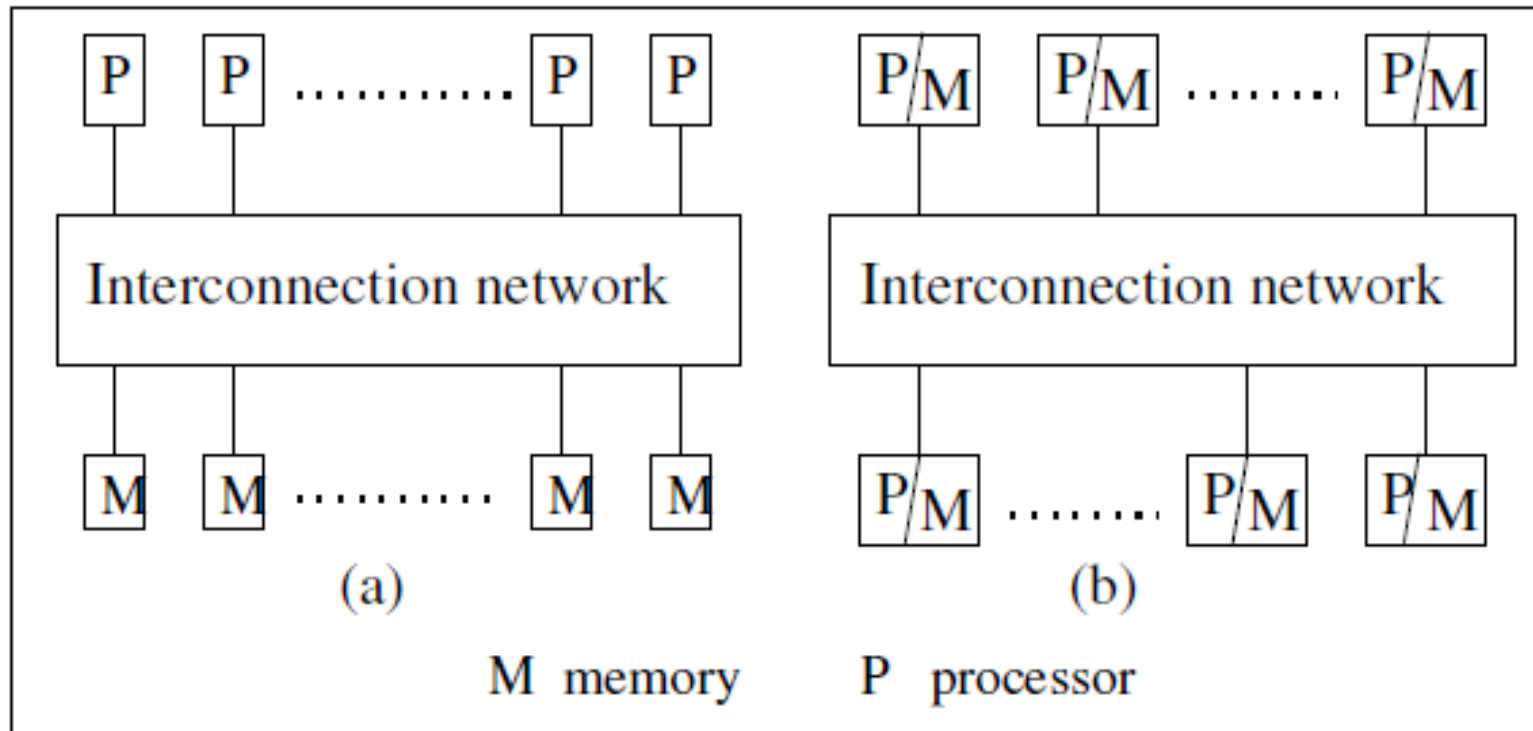 P P ........... P P
Interconnection network
M M .......... M M
(a)
P/M P/M ........ P/M
Interconnection network
P/M ........ P/M P/M
(b)
M memory P processor